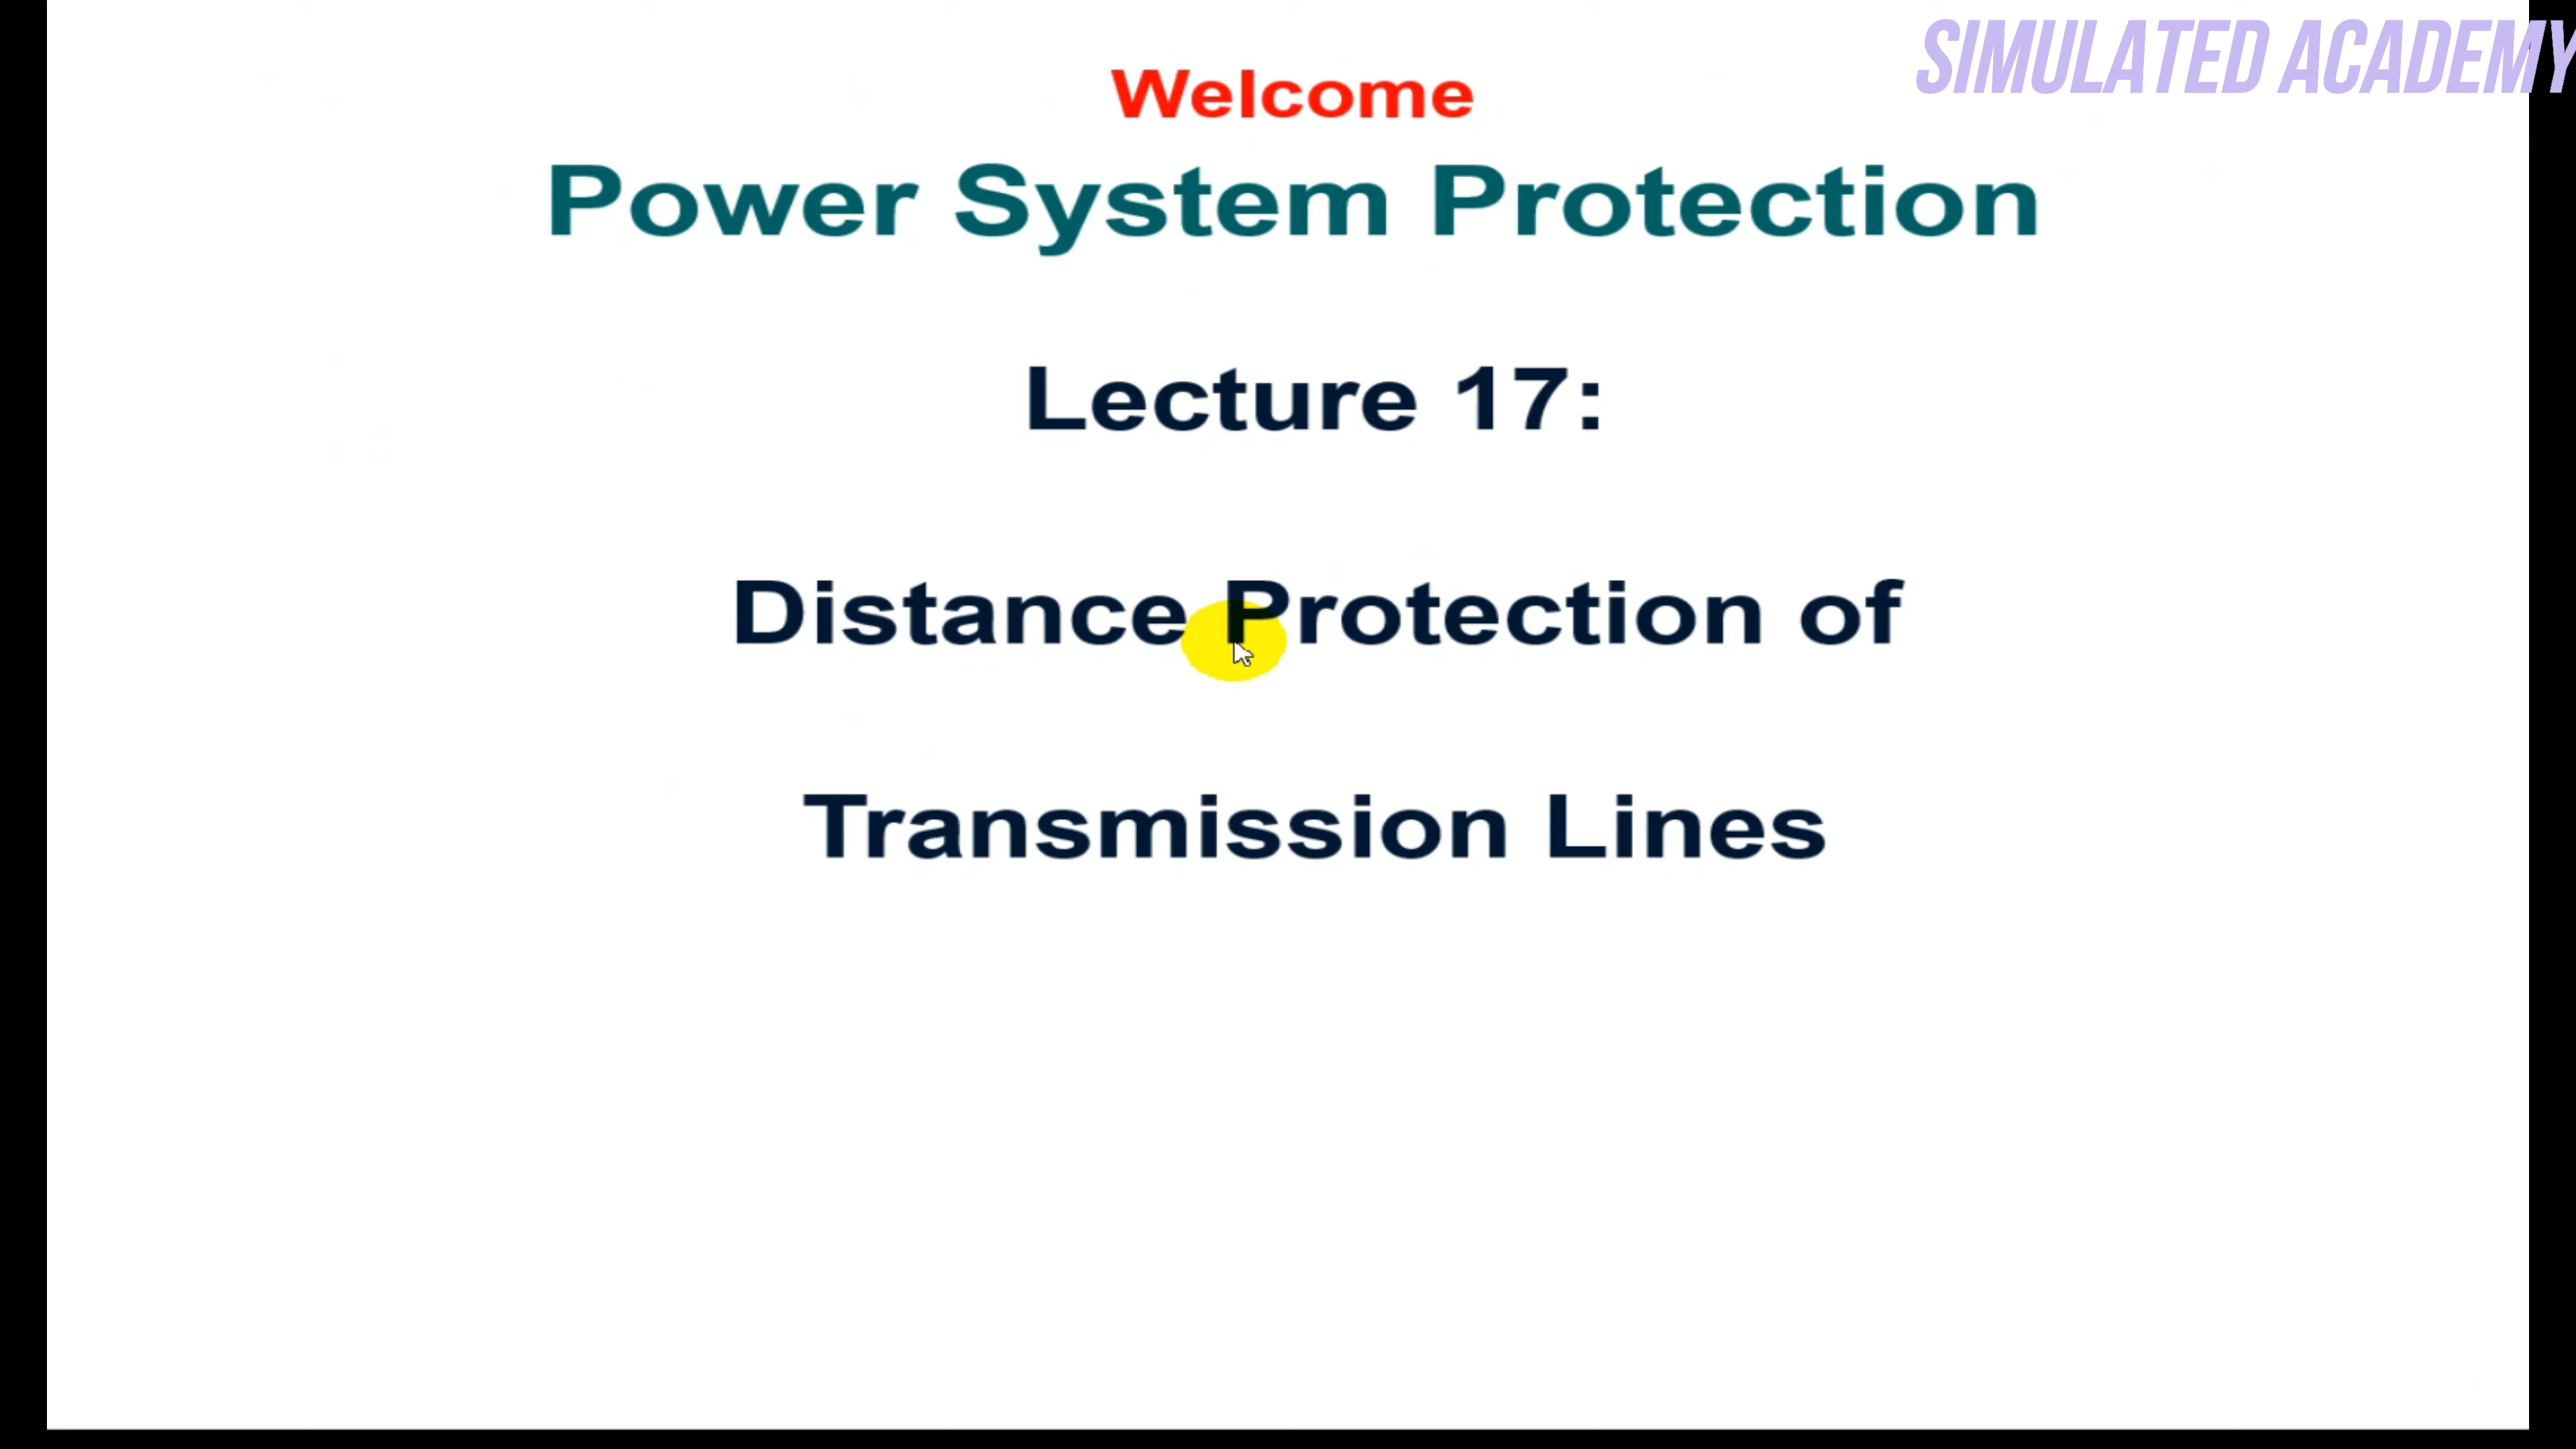 SIMULATED ACADEMY
Welcome
Power System Protection
Lecture 17:
Distance Protection of
Transmission Lines